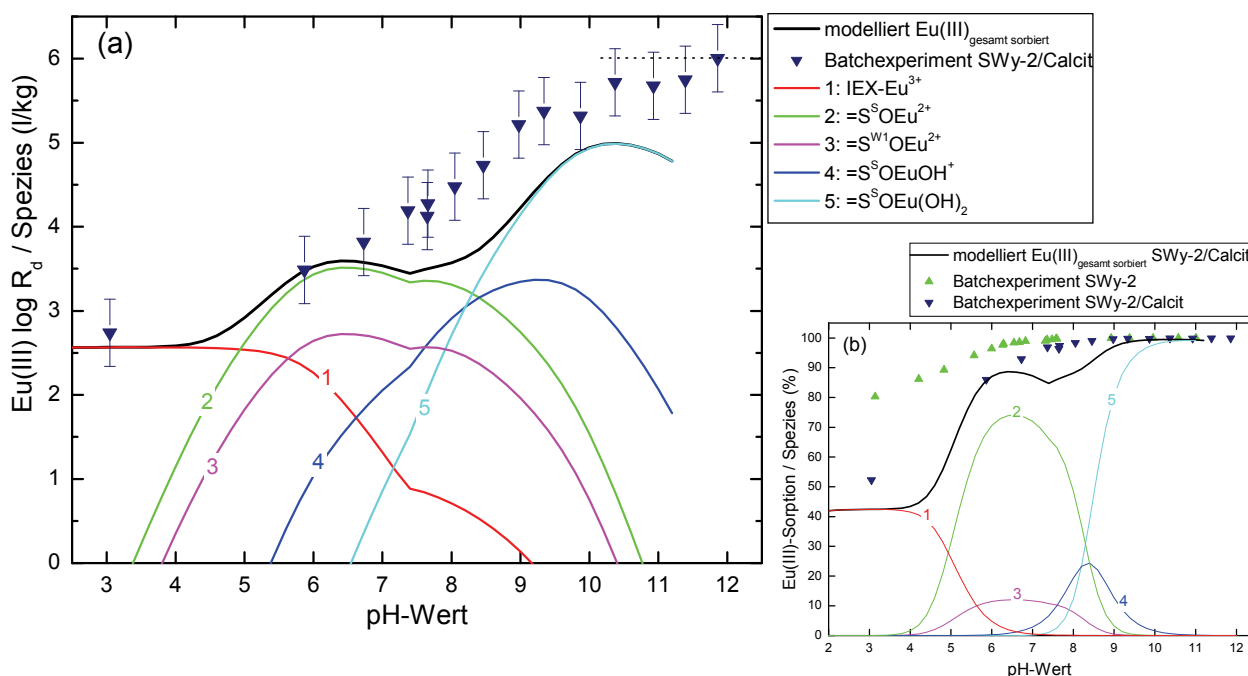 (a)
Eu(III) log R_d / Spezies (l/kg)
6
5
4
3
2
1
0
3 4 5 6 7 8 9 10 11 12
pH-Wert
1
2
3
4
5
modelliert Eu(III)gesamt sorbiert
Batchexperiment SWy-2/Calcit
1: IEX-Eu³⁺
2: =S^SOEu²⁺
3: =S^W1OEu²⁺
4: =S^SOEuOH⁺
5: =S^SOEu(OH)₂
modelliert Eu(III)gesamt sorbiert SWy-2/Calcit
Batchexperiment SWy-2
Batchexperiment SWy-2/Calcit
(b)
Eu(III)-Sorption / Spezies (%)
100
90
80
70
60
50
40
30
20
10
0
2 3 4 5 6 7 8 9 10 11 12
pH-Wert
1
2
3
4
5